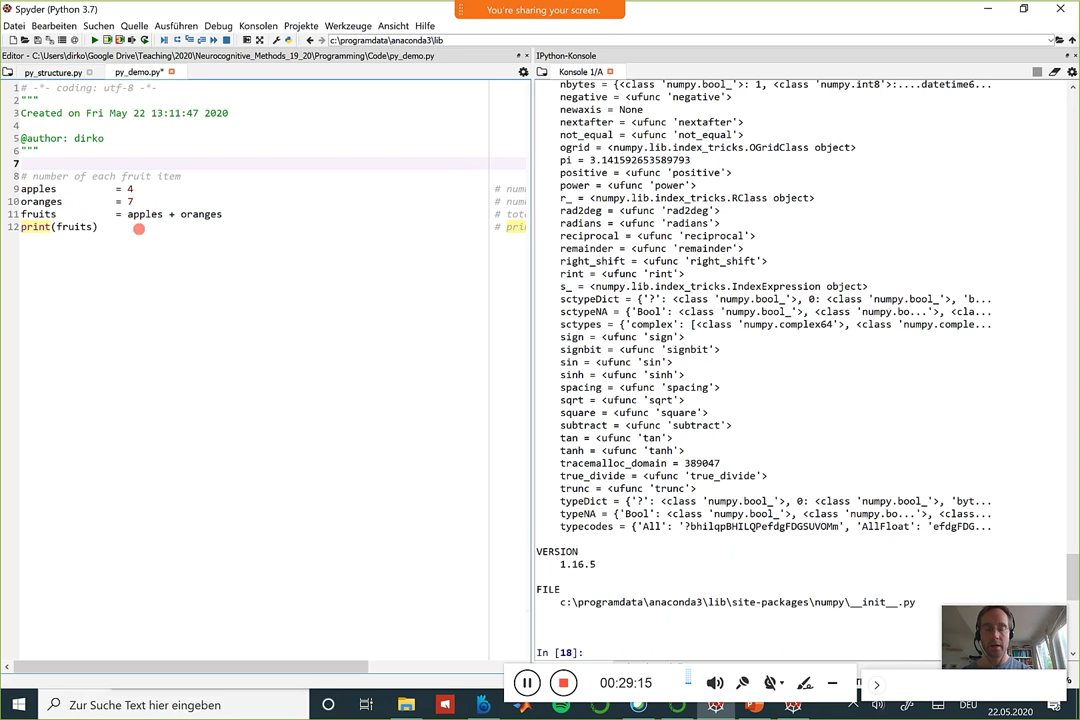 Spyder (Python 3.7)
You're sharing your screen.
Datei Bearbeiten Suchen Quelle Ausführen Debug Konsolen Projekte Werkzeuge Ansicht Hilfe
c:\programdata\anaconda3\lib
Editor - C:\Users\dirko\Google Drive\Teaching\2020\Neurocognitive_Methods_19_20\Programming\Code\py_demo.py
IPython-Konsole
py_structure.py
py_demo.py*
Konsole 1/A
1 # -*- coding: utf-8 -*-
2 """
3 Created on Fri May 22 13:11:47 2020
4
5 @author: dirko
6 """
7
8 # number of each fruit item
9 apples = 4 # num
10 oranges = 7 # num
11 fruits = apples + oranges # tot
12 print(fruits) # pri
nbytes = {<class 'numpy.bool_'>: 1, <class 'numpy.int8'>:....datetime6...
negative = <ufunc 'negative'>
newaxis = None
nextafter = <ufunc 'nextafter'>
not_equal = <ufunc 'not_equal'>
ogrid = <numpy.lib.index_tricks.OGridClass object>
pi = 3.141592653589793
positive = <ufunc 'positive'>
power = <ufunc 'power'>
r_ = <numpy.lib.index_tricks.RClass object>
rad2deg = <ufunc 'rad2deg'>
radians = <ufunc 'radians'>
reciprocal = <ufunc 'reciprocal'>
remainder = <ufunc 'remainder'>
right_shift = <ufunc 'right_shift'>
rint = <ufunc 'rint'>
s_ = <numpy.lib.index_tricks.IndexExpression object>
sctypeDict = {'?': <class 'numpy.bool_'>, 0: <class 'numpy.bool_'>, 'b...
sctypeNA = {'Bool': <class 'numpy.bool_'>, <class 'numpy.bo...'>, <cla...
sctypes = {'complex': [<class 'numpy.complex64'>, <class 'numpy.comple...
sign = <ufunc 'sign'>
signbit = <ufunc 'signbit'>
sin = <ufunc 'sin'>
sinh = <ufunc 'sinh'>
spacing = <ufunc 'spacing'>
sqrt = <ufunc 'sqrt'>
square = <ufunc 'square'>
subtract = <ufunc 'subtract'>
tan = <ufunc 'tan'>
tanh = <ufunc 'tanh'>
tracemalloc_domain = 389047
true_divide = <ufunc 'true_divide'>
trunc = <ufunc 'trunc'>
typeDict = {'?': <class 'numpy.bool_'>, 0: <class 'numpy.bool_'>, 'byt...
typeNA = {'Bool': <class 'numpy.bool_'>, <class 'numpy.bo...'>, <class...
typecodes = {'All': '?bhilqpBHILQPefdgFDGSUVOMm', 'AllFloat': 'efdgFDG...
VERSION
1.16.5
FILE
c:\programdata\anaconda3\lib\site-packages\numpy\__init__.py
In [18]:
00:29:15
Zur Suche Text hier eingeben
DEU
22.05.2020